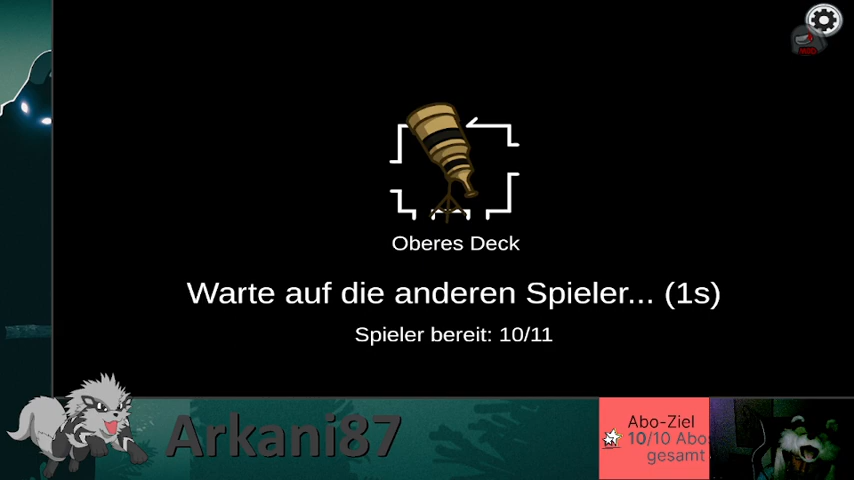 Oberes Deck
Warte auf die anderen Spieler... (1s)
Spieler bereit: 10/11
Arkani87
Abo-Ziel
10/10 Abos
gesamt